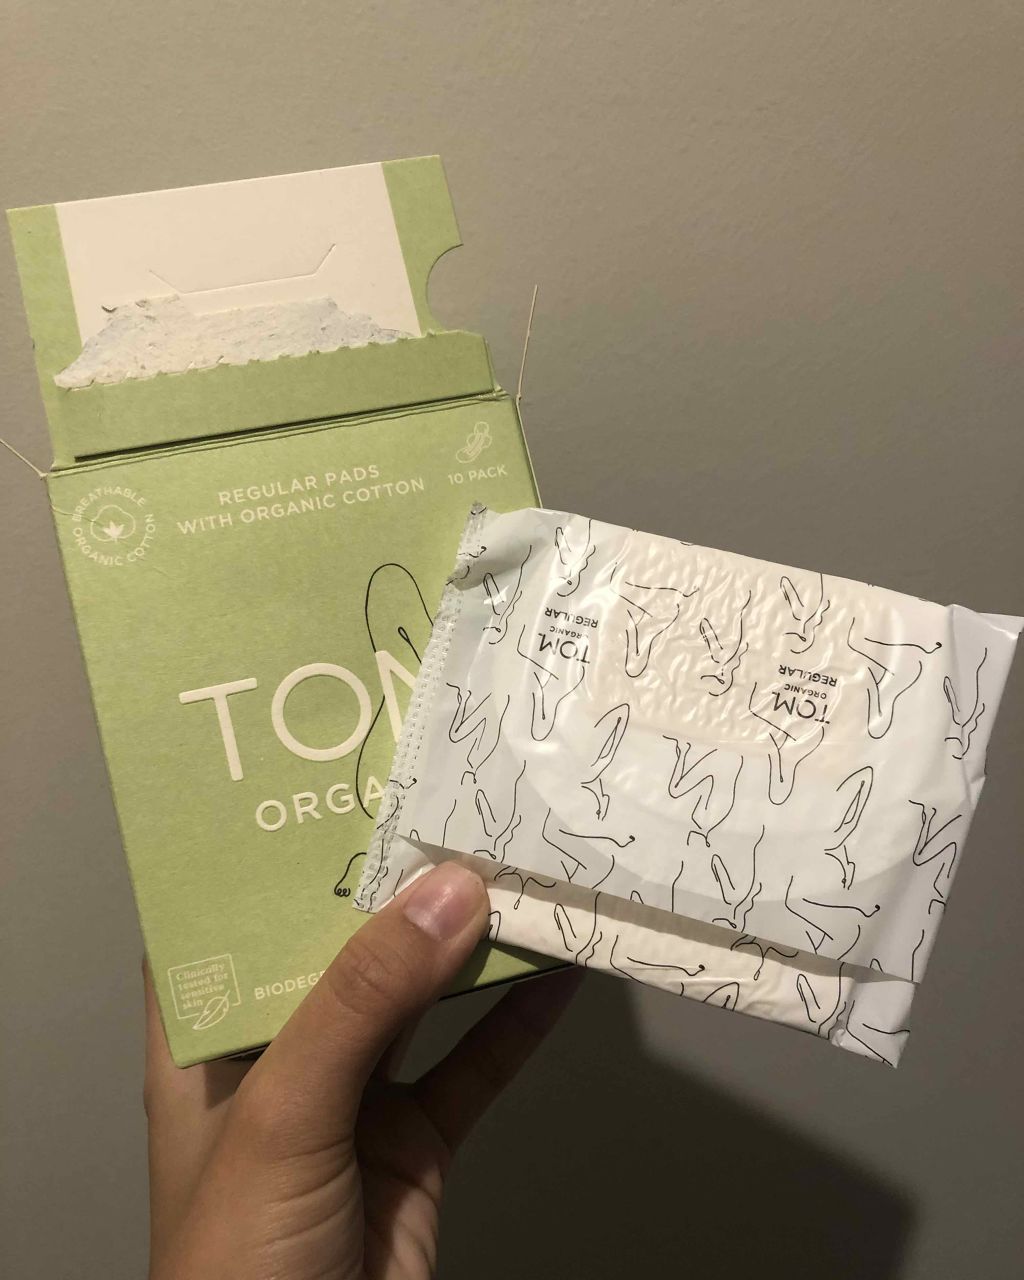 REGULAR PADS
WITH ORGANIC COTTON
10 PACK
BREATHABLE
ORGANIC COTTON
TOM
ORGA
Clinically
tested for
sensitive
skin
BIODEG
TOM
ORGANIC
REGULAR
TOM
ORGANIC
REGULAR